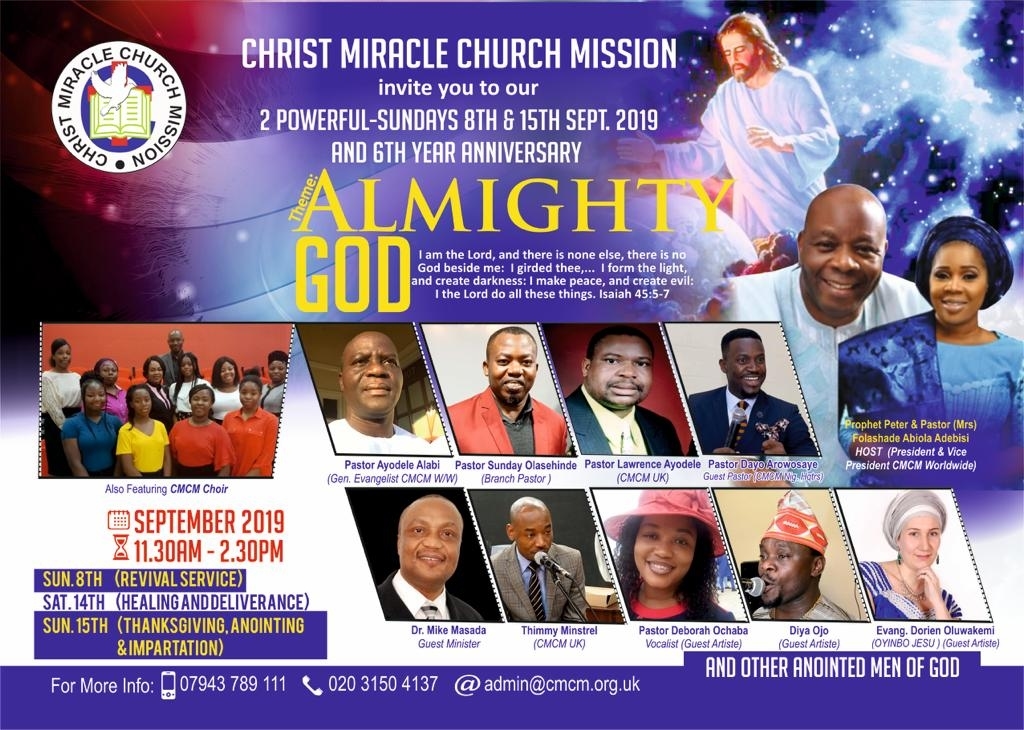 CHRIST MIRACLE CHURCH MISSION
CHRIST MIRACLE CHURCH MISSION
invite you to our
2 POWERFUL-SUNDAYS 8TH & 15TH SEPT. 2019
AND 6TH YEAR ANNIVERSARY
Theme:
ALMIGHTY
GOD
I am the Lord, and there is none else, there is no
God beside me: I girded thee,... I form the light,
and create darkness: I make peace, and create evil:
I the Lord do all these things. Isaiah 45:5-7
Prophet Peter & Pastor (Mrs)
Folashade Abiola Adebisi
HOST (President & Vice
President CMCM Worldwide)
Also Featuring CMCM Choir
Pastor Ayodele Alabi
(Gen. Evangelist CMCM W/W)
Pastor Sunday Olasehinde
(Branch Pastor )
Pastor Lawrence Ayodele
(CMCM UK)
Pastor Dayo Arowosaye
Guest Pastor (CMCM Nig. Hqtrs)
SEPTEMBER 2019
11.30AM - 2.30PM
SUN.8TH (REVIVAL SERVICE)
SAT.14TH (HEALING AND DELIVERANCE)
SUN.15TH (THANKSGIVING, ANOINTING
& IMPARTATION)
Dr. Mike Masada
Guest Minister
Thimmy Minstrel
(CMCM UK)
Pastor Deborah Ochaba
Vocalist (Guest Artiste)
Diya Ojo
(Guest Artiste)
Evang. Dorien Oluwakemi
(OYINBO JESU ) (Guest Artiste)
AND OTHER ANOINTED MEN OF GOD
For More Info: 07943 789 111 020 3150 4137 @ admin@cmcm.org.uk